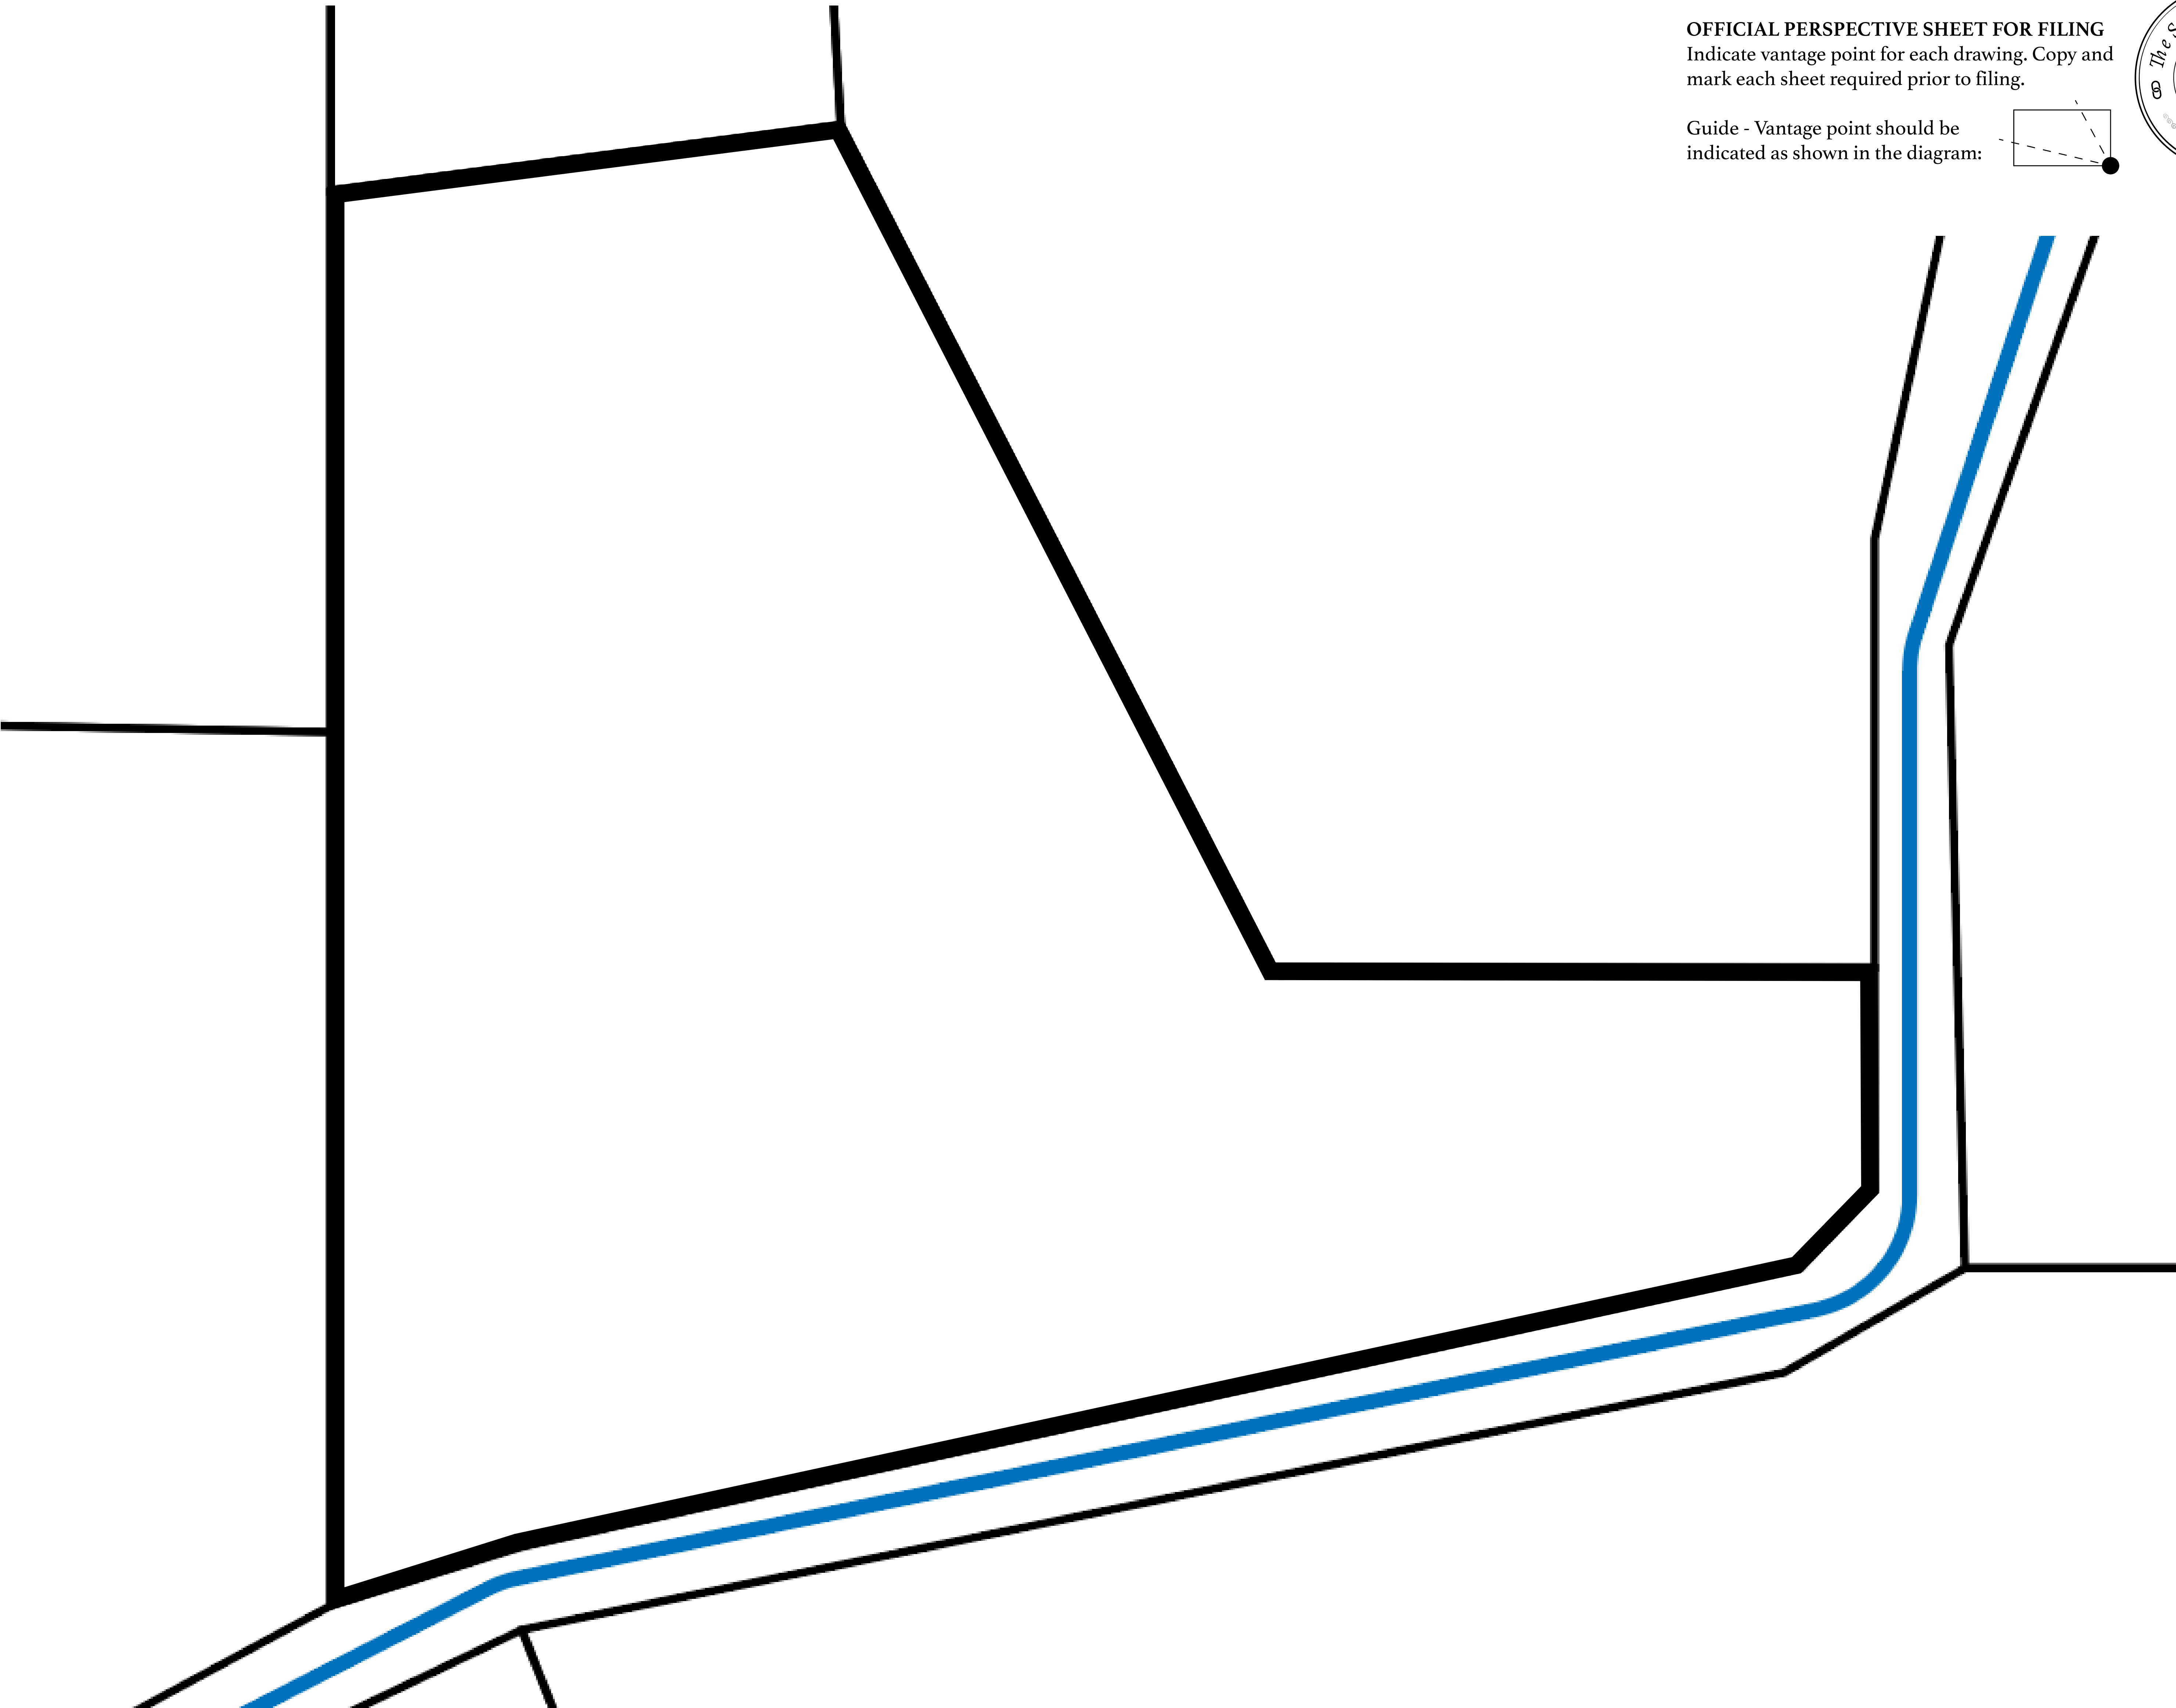 OFFICIAL PERSPECTIVE SHEET FOR FILING
Indicate vantage point for each drawing. Copy and
mark each sheet required prior to filing.
Guide - Vantage point should be
indicated as shown in the diagram:
The